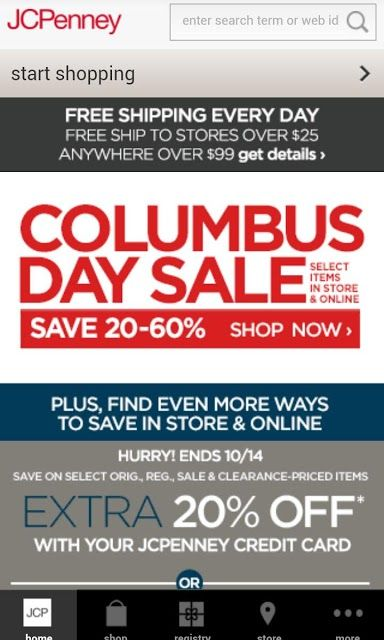 JCPenney
enter search term or web id
start shopping
FREE SHIPPING EVERY DAY
FREE SHIP TO STORES OVER $25
ANYWHERE OVER $99 get details ›
COLUMBUS
DAY SALE
SELECT
ITEMS
IN STORE
& ONLINE
SAVE 20-60% SHOP NOW ›
PLUS, FIND EVEN MORE WAYS
TO SAVE IN STORE & ONLINE
HURRY! ENDS 10/14
SAVE ON SELECT ORIG., REG., SALE & CLEARANCE-PRICED ITEMS
EXTRA 20% OFF*
WITH YOUR JCPENNEY CREDIT CARD
OR
JCP
home shop registry store more